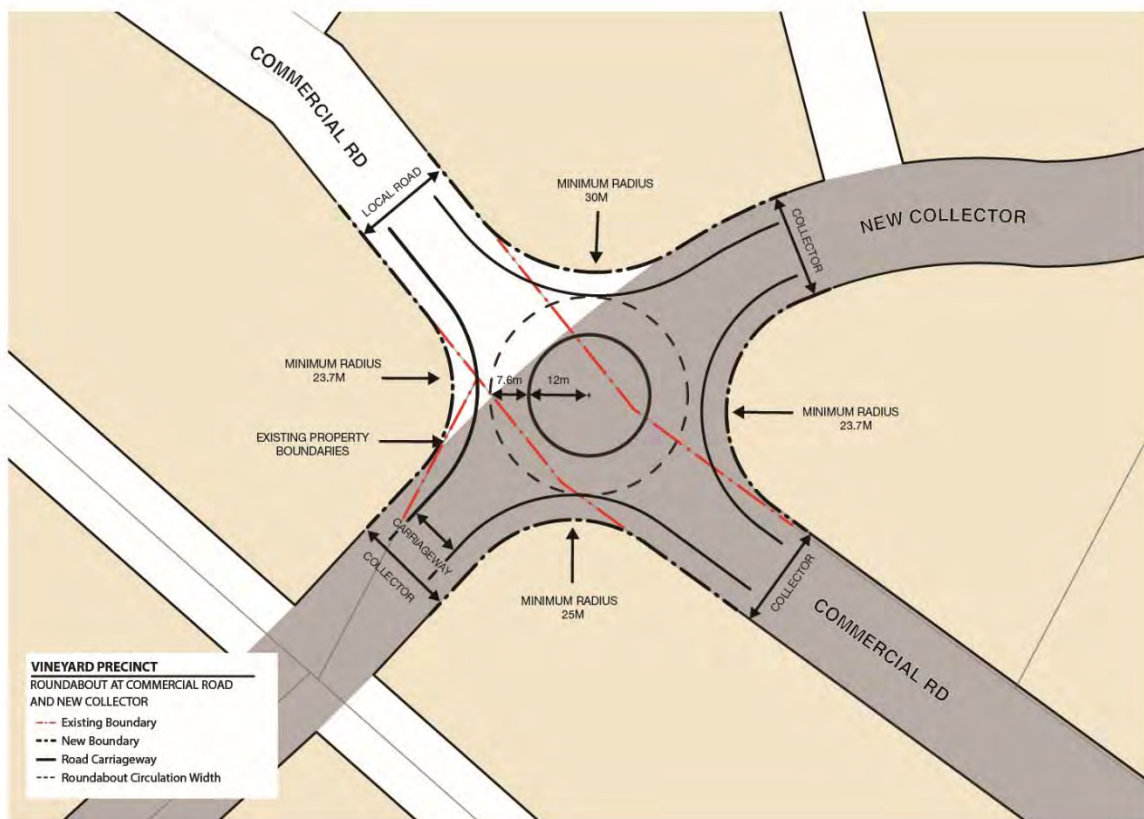 COMMERCIAL RD
LOCAL ROAD
MINIMUM RADIUS
30M
COLLECTOR
NEW COLLECTOR
MINIMUM RADIUS
23.7M
7.6m
12m
MINIMUM RADIUS
23.7M
EXISTING PROPERTY
BOUNDARIES
CARRIAGEWAY
COLLECTOR
MINIMUM RADIUS
25M
COLLECTOR
COMMERCIAL RD
VINEYARD PRECINCT
ROUNDABOUT AT COMMERCIAL ROAD
AND NEW COLLECTOR
Existing Boundary
New Boundary
Road Carriageway
Roundabout Circulation Width